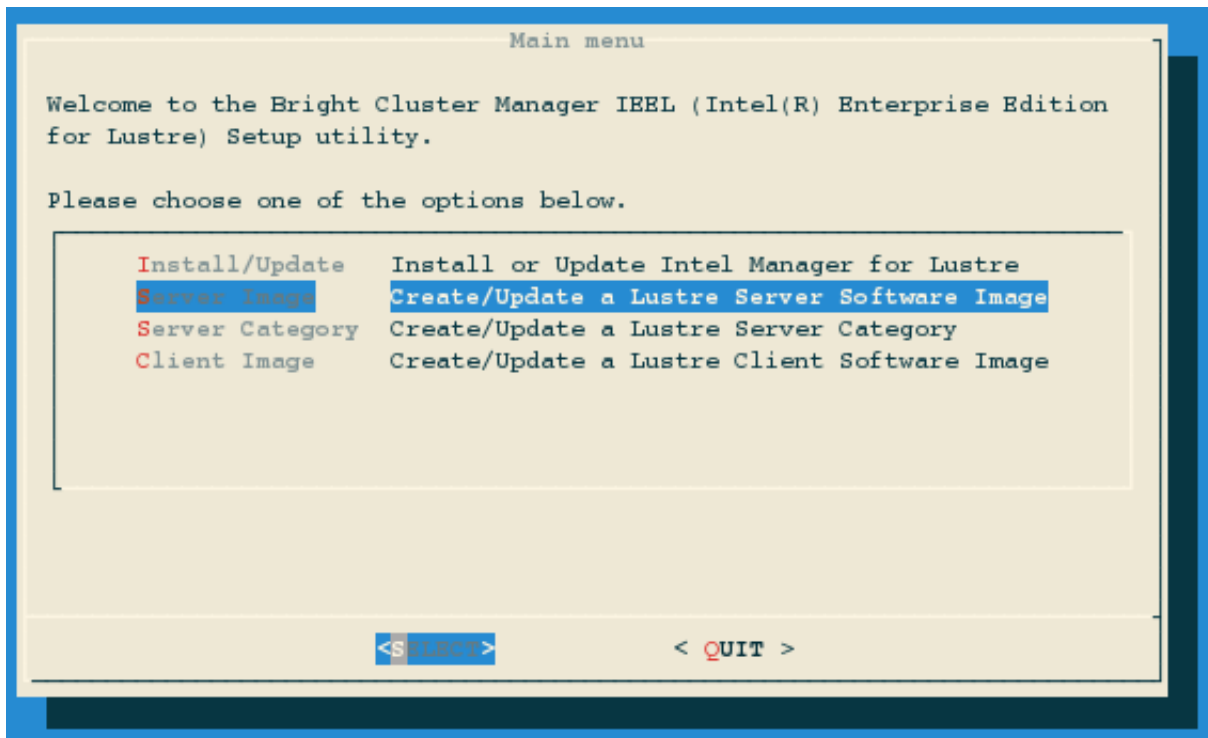 Main menu
Welcome to the Bright Cluster Manager IEEL (Intel(R) Enterprise Edition
for Lustre) Setup utility.
Please choose one of the options below.
Install/Update Install or Update Intel Manager for Lustre
Server Image Create/Update a Lustre Server Software Image
Server Category Create/Update a Lustre Server Category
Client Image Create/Update a Lustre Client Software Image
<SELECT> < QUIT >